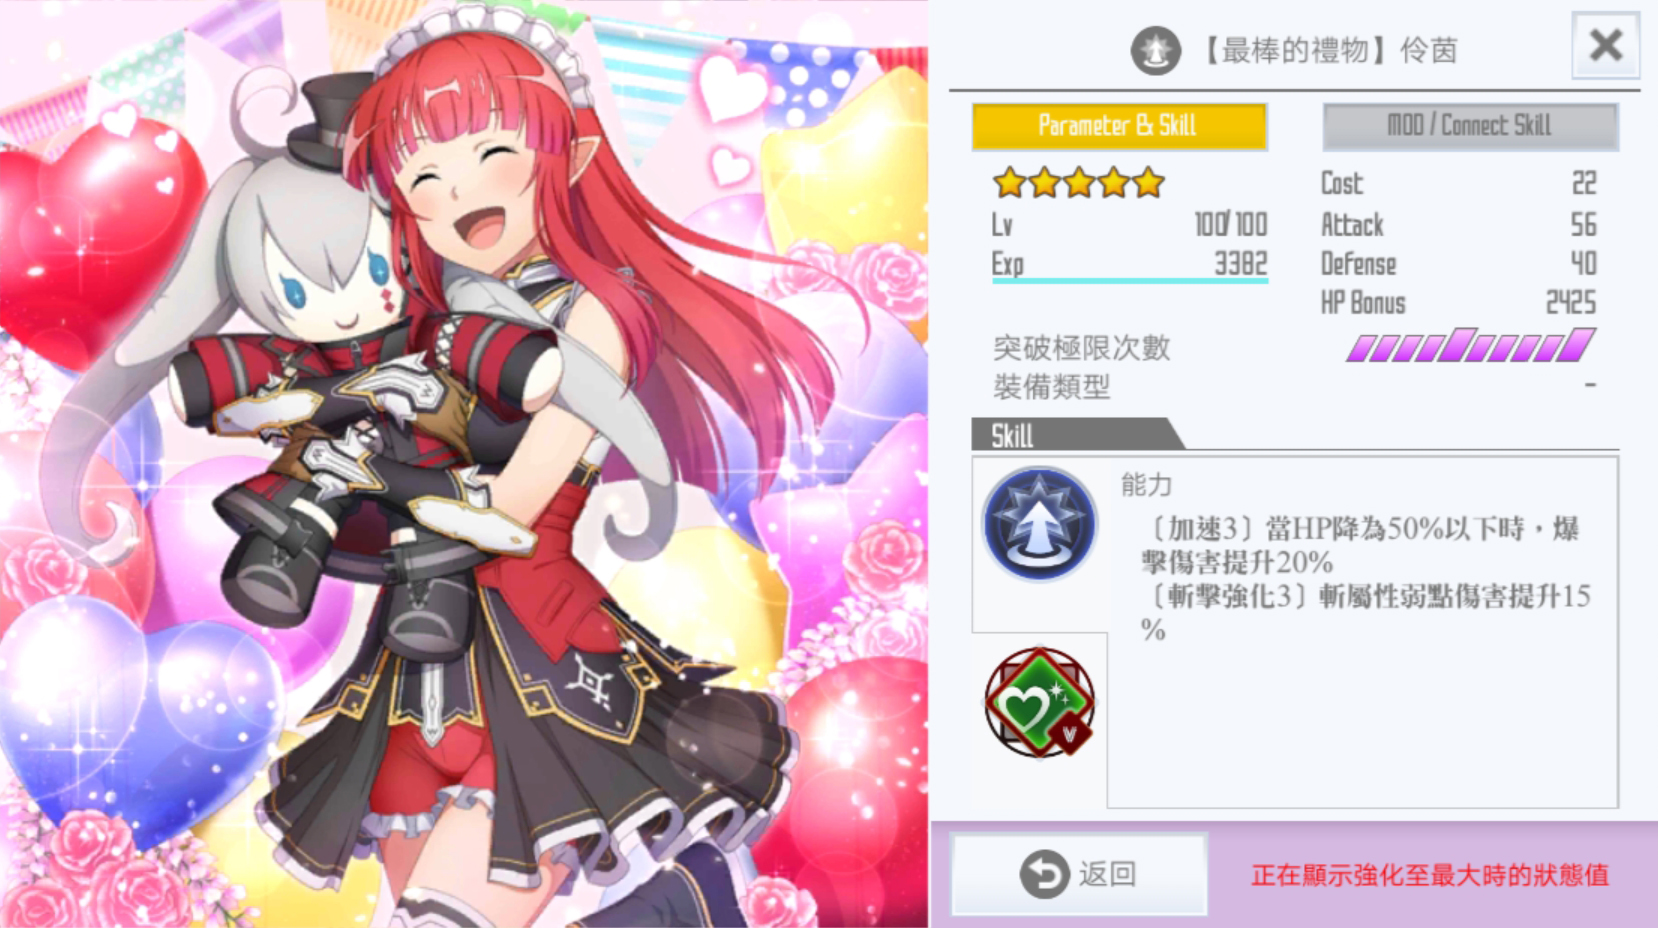 【最棒的禮物】伶茵
Parameter & Skill
MOD / Connect Skill
Lv 100/100
Exp 3382
Cost 22
Attack 56
Defense 40
HP Bonus 2425
突破極限次數
裝備類型 -
Skill
能力
〔加速3〕當HP降為50%以下時，爆
擊傷害提升20%
〔斬擊強化3〕斬屬性弱點傷害提升15
%
V
返回
正在顯示強化至最大時的狀態值